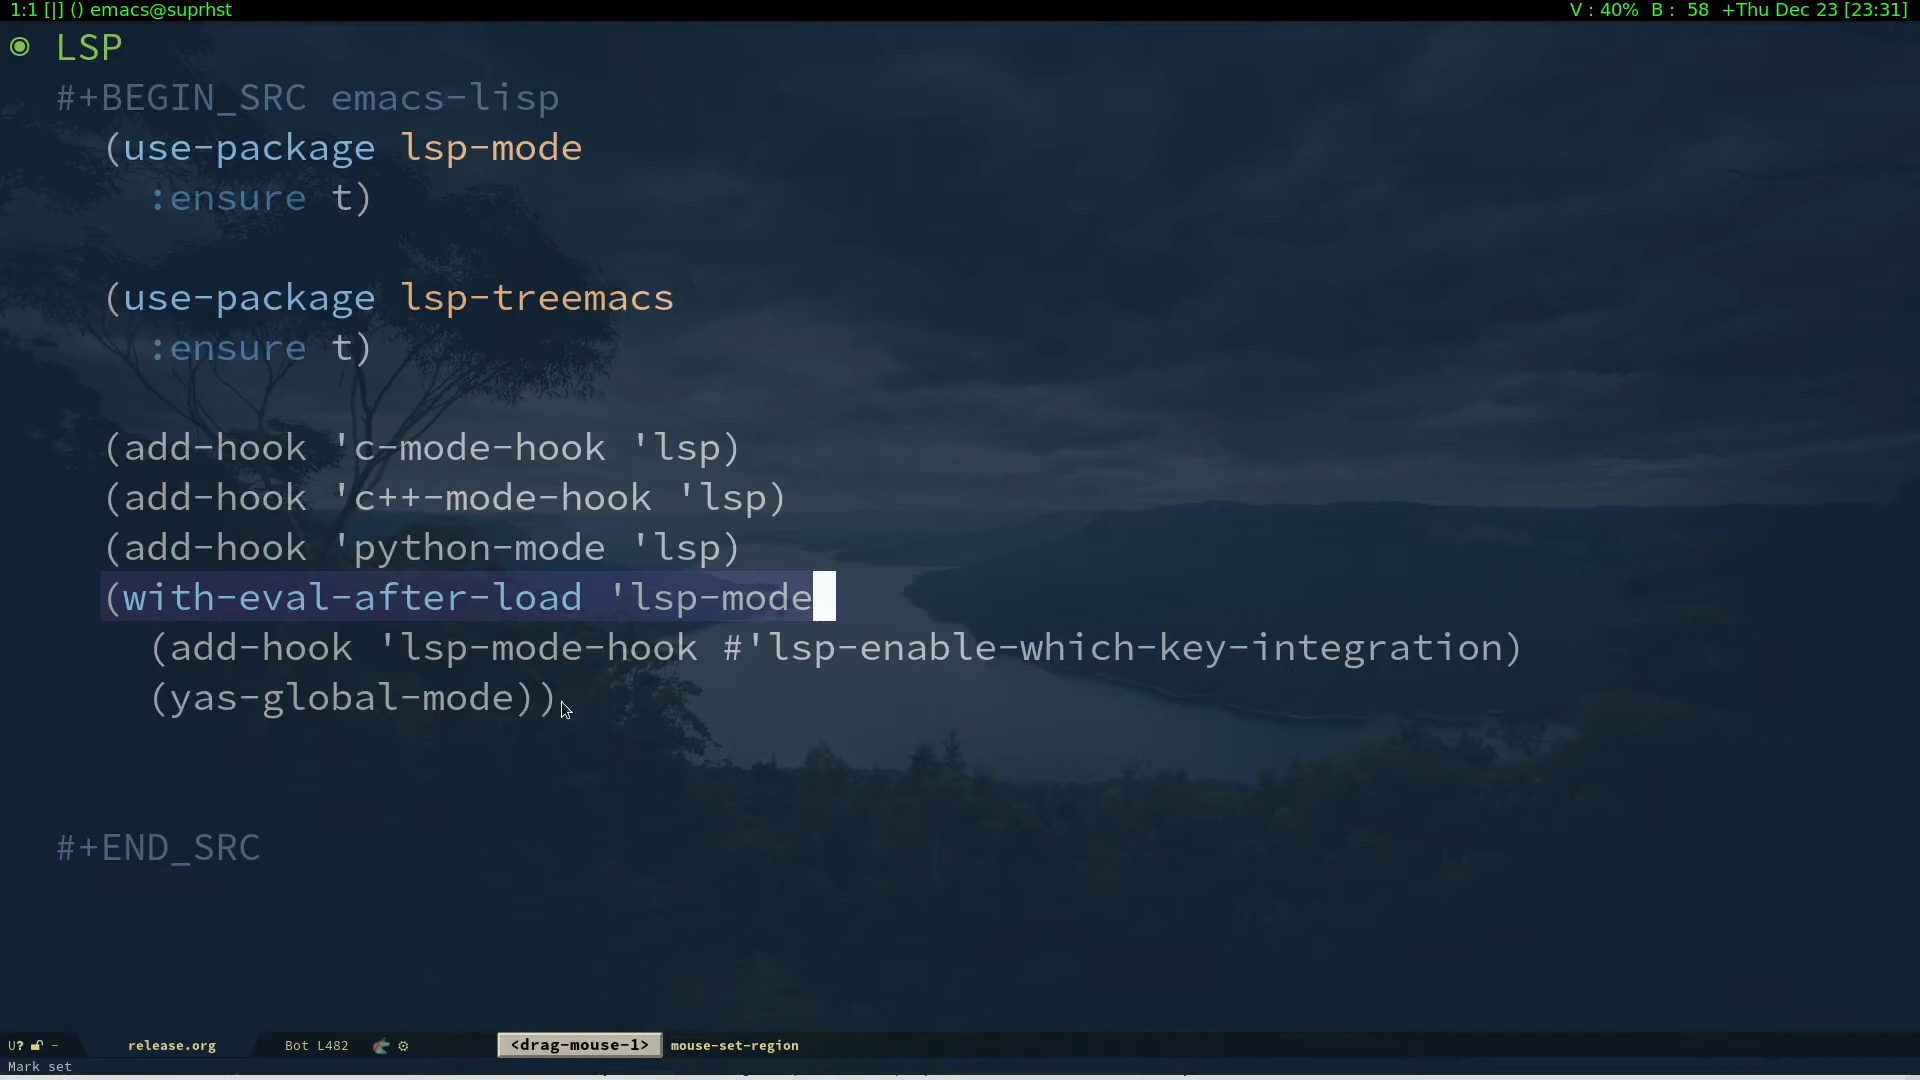 1:1 [|] () emacs@suprhst V : 40% B : 58 +Thu Dec 23 [23:31]
LSP
#+BEGIN_SRC emacs-lisp
(use-package lsp-mode
:ensure t)
(use-package lsp-treemacs
:ensure t)
(add-hook 'c-mode-hook 'lsp)
(add-hook 'c++-mode-hook 'lsp)
(add-hook 'python-mode 'lsp)
(with-eval-after-load 'lsp-mode
(add-hook 'lsp-mode-hook #'lsp-enable-which-key-integration)
(yas-global-mode))
#+END_SRC
U? - release.org Bot L482 <drag-mouse-1> mouse-set-region
Mark set